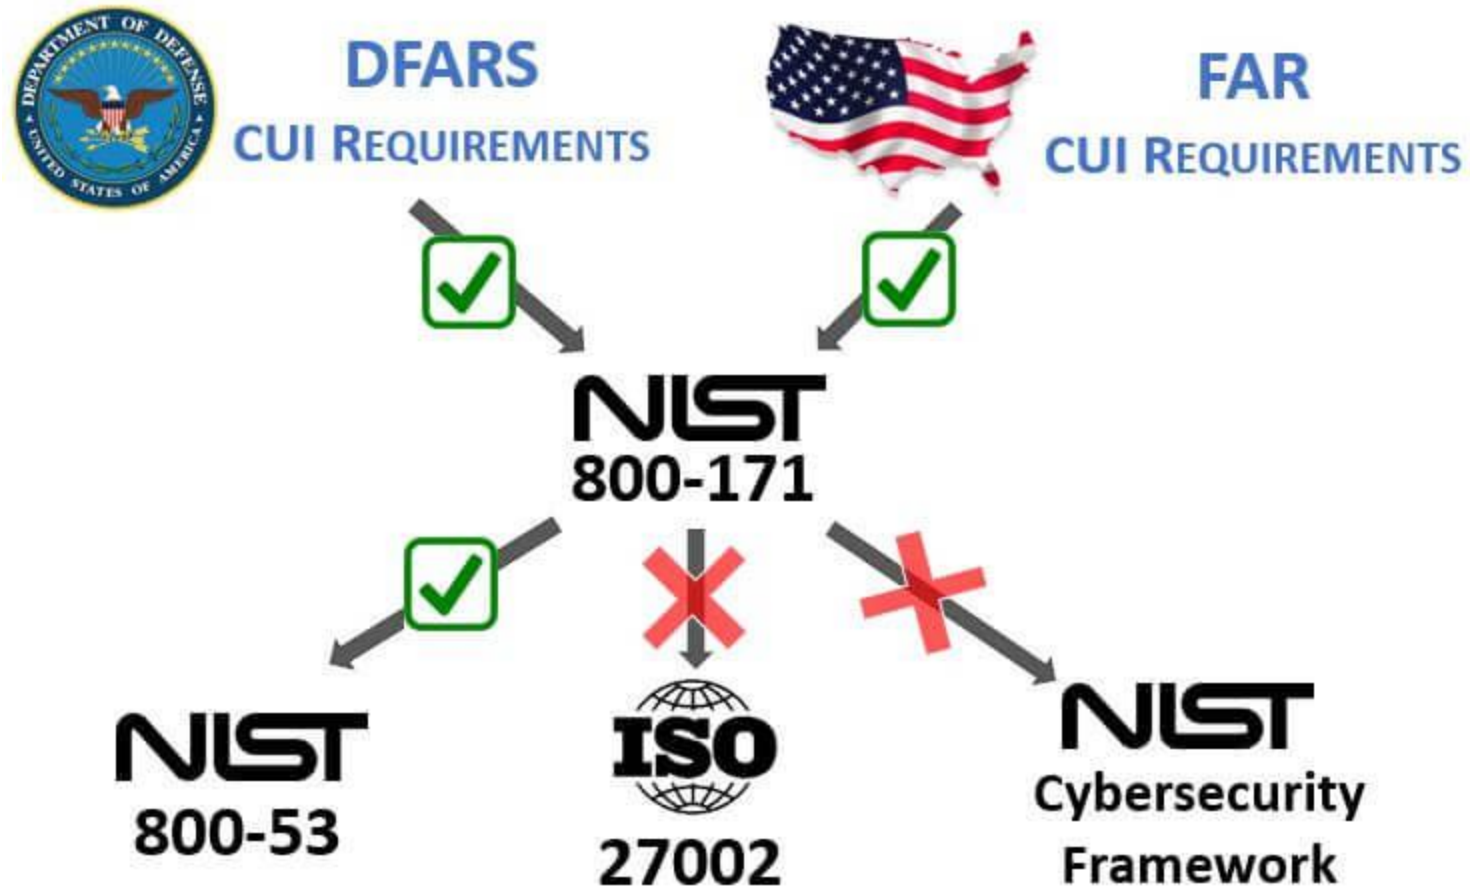 DEPARTMENT OF DEFENSE
UNITED STATES OF AMERICA
DFARS
CUI REQUIREMENTS
FAR
CUI REQUIREMENTS
NIST
800-171
NIST
800-53
ISO
27002
NIST
Cybersecurity
Framework